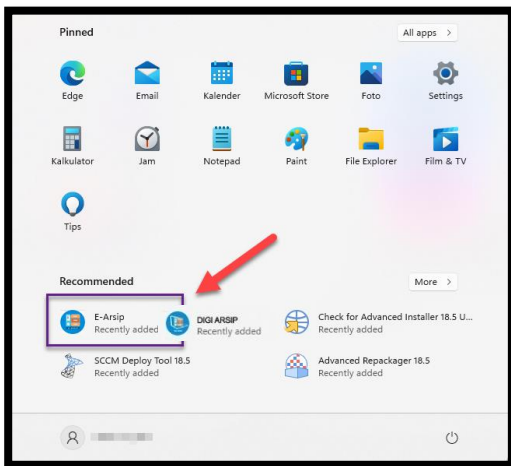 Pinned
All apps >
Edge
Email
Kalender
Microsoft Store
Foto
Settings
Kalkulator
Jam
Notepad
Paint
File Explorer
Film & TV
Tips
Recommended
More >
E-Arsip
Recently added
DIGI ARSIP
Recently added
Check for Advanced Installer 18.5 U...
Recently added
SCCM Deploy Tool 18.5
Recently added
Advanced Repackager 18.5
Recently added